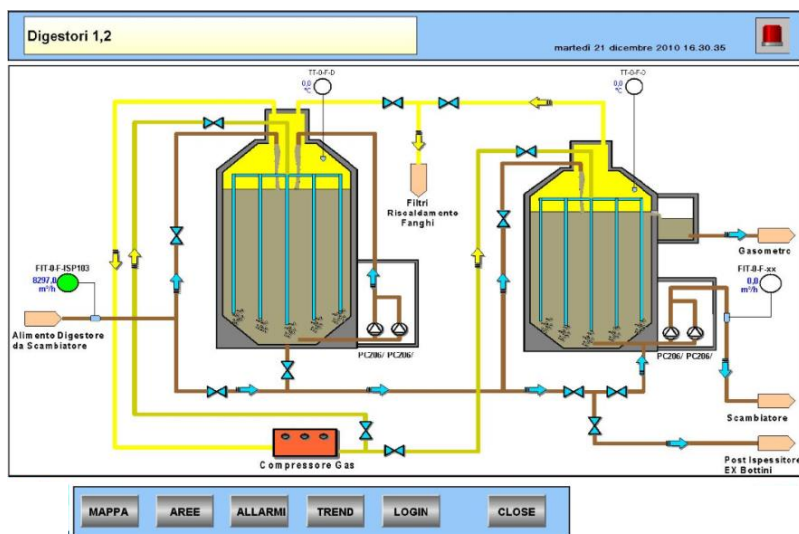 Digestori 1,2
martedì 21 dicembre 2010 16.30.35
TT-0-F-D
0,0
°C
TT-0-F-D
0,0
°C
Filtri
Riscaldamento
Fanghi
Gasometro
FIT-0-F-ISP103
8297,0
m³/h
FIT-0-F-xx
0,0
m³/h
Alimento Digestore
da Scambiatore
PC206/ PC206/
PC206/ PC206/
Scambiatore
Compressore Gas
Post Ispessitore
EX Bottini
MAPPA AREE ALLARMI TREND LOGIN CLOSE